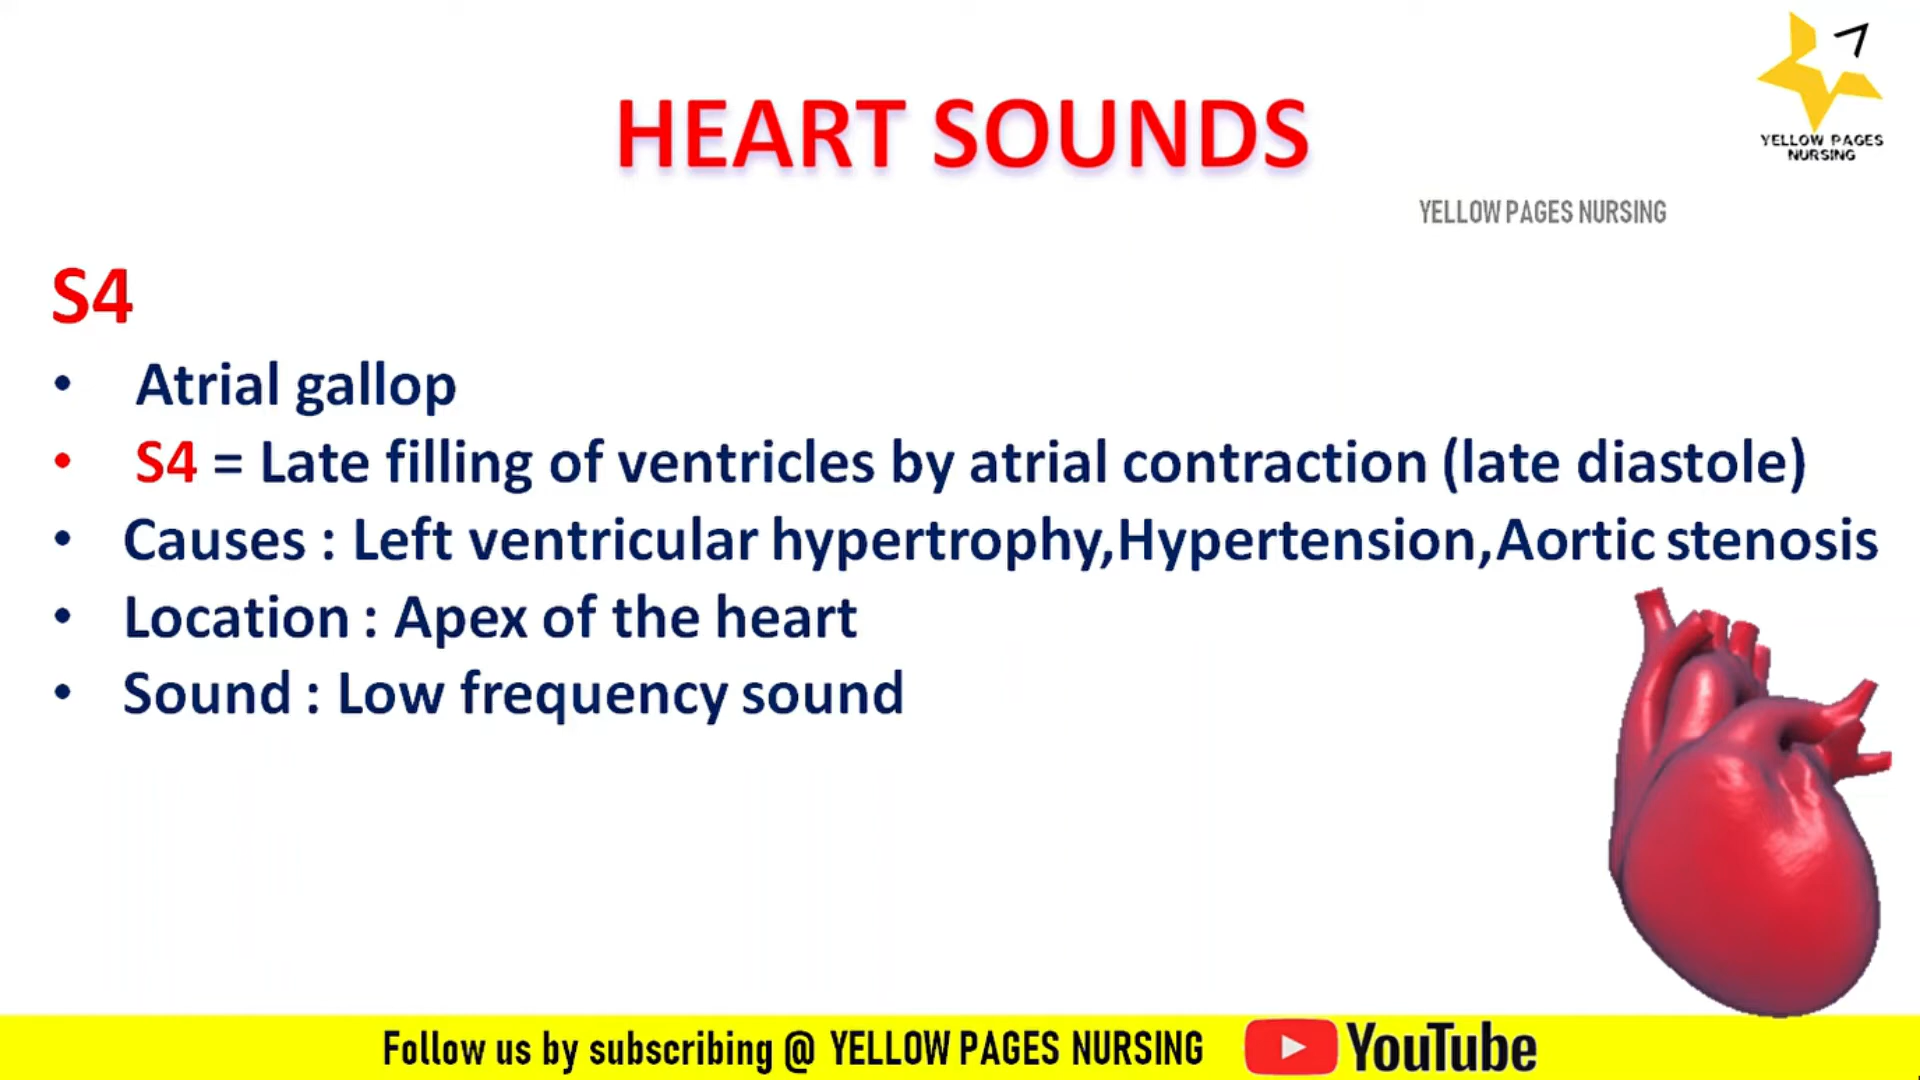 YELLOW PAGES
NURSING
HEART SOUNDS
YELLOW PAGES NURSING
S4
• Atrial gallop
• S4 = Late filling of ventricles by atrial contraction (late diastole)
• Causes : Left ventricular hypertrophy,Hypertension,Aortic stenosis
• Location : Apex of the heart
• Sound : Low frequency sound
Follow us by subscribing @ YELLOW PAGES NURSING YouTube